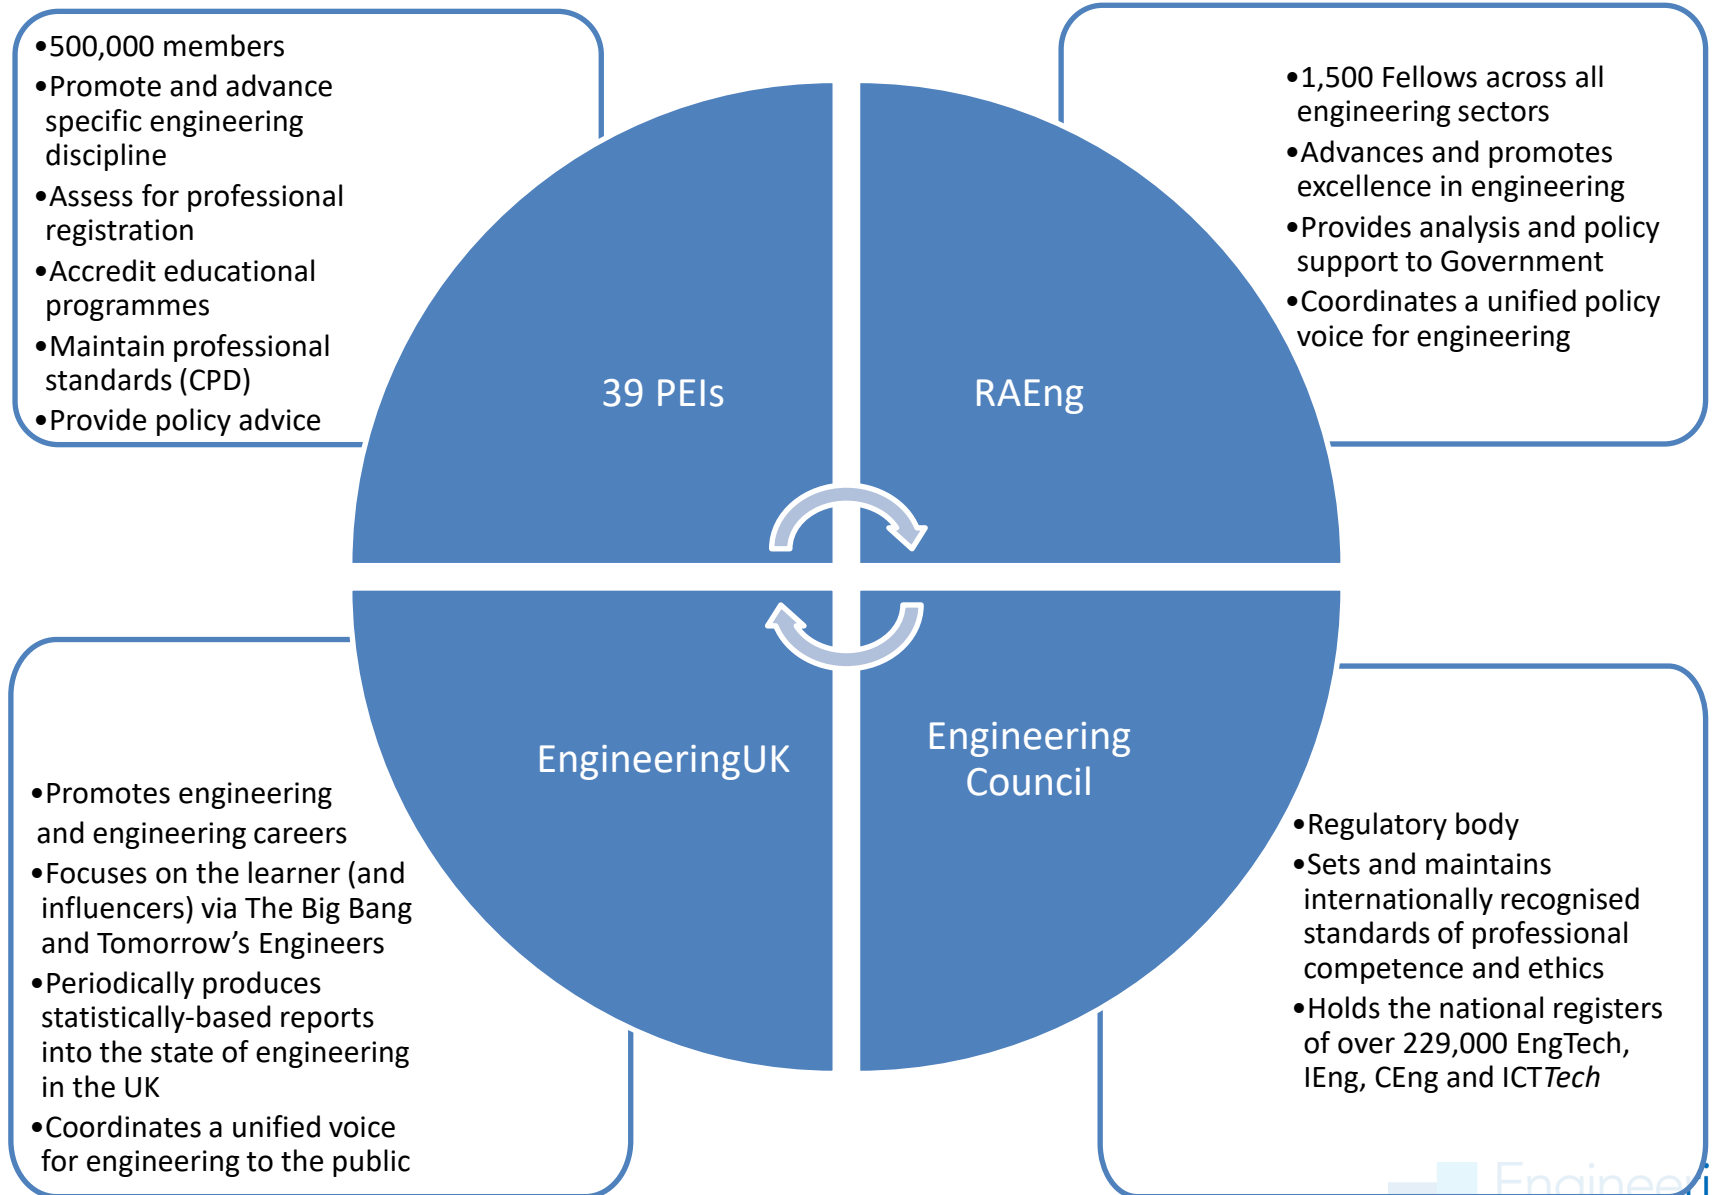 •500,000 members
•Promote and advance
specific engineering
discipline
•Assess for professional
registration
•Accredit educational
programmes
•Maintain professional
standards (CPD)
•Provide policy advice
•1,500 Fellows across all
engineering sectors
•Advances and promotes
excellence in engineering
•Provides analysis and policy
support to Government
•Coordinates a unified policy
voice for engineering
39 PEIs
RAEng
EngineeringUK
Engineering
Council
•Promotes engineering
and engineering careers
•Focuses on the learner (and
influencers) via The Big Bang
and Tomorrow's Engineers
•Periodically produces
statistically-based reports
into the state of engineering
in the UK
•Coordinates a unified voice
for engineering to the public
•Regulatory body
•Sets and maintains
internationally recognised
standards of professional
competence and ethics
•Holds the national registers
of over 229,000 EngTech,
IEng, CEng and ICTTech
Engineeri